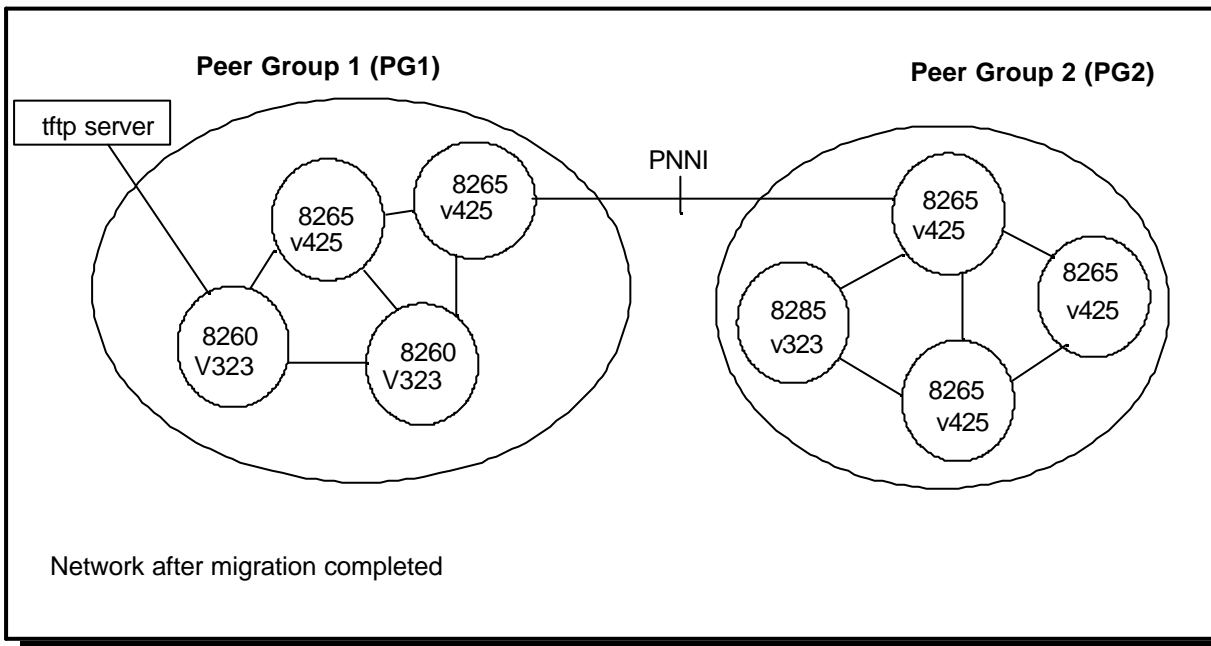 Peer Group 1 (PG1)
Peer Group 2 (PG2)
tftp server
PNNI
8265
v425
8265
v425
8260
V323
8260
V323
8265
v425
8265
v425
8285
v323
8265
v425
Network after migration completed